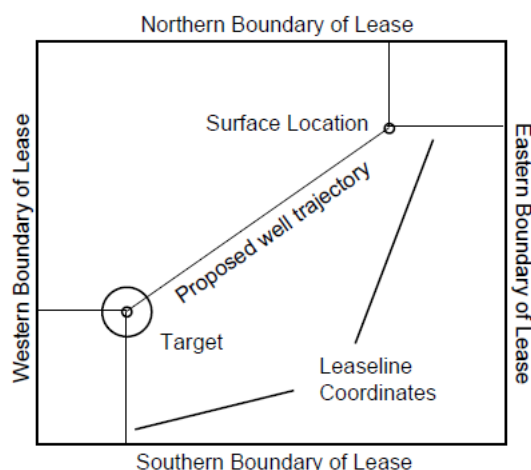 Northern Boundary of Lease
Surface Location
Western Boundary of Lease
Eastern Boundary of Lease
Proposed well trajectory
Target
Leaseline
Coordinates
Southern Boundary of Lease